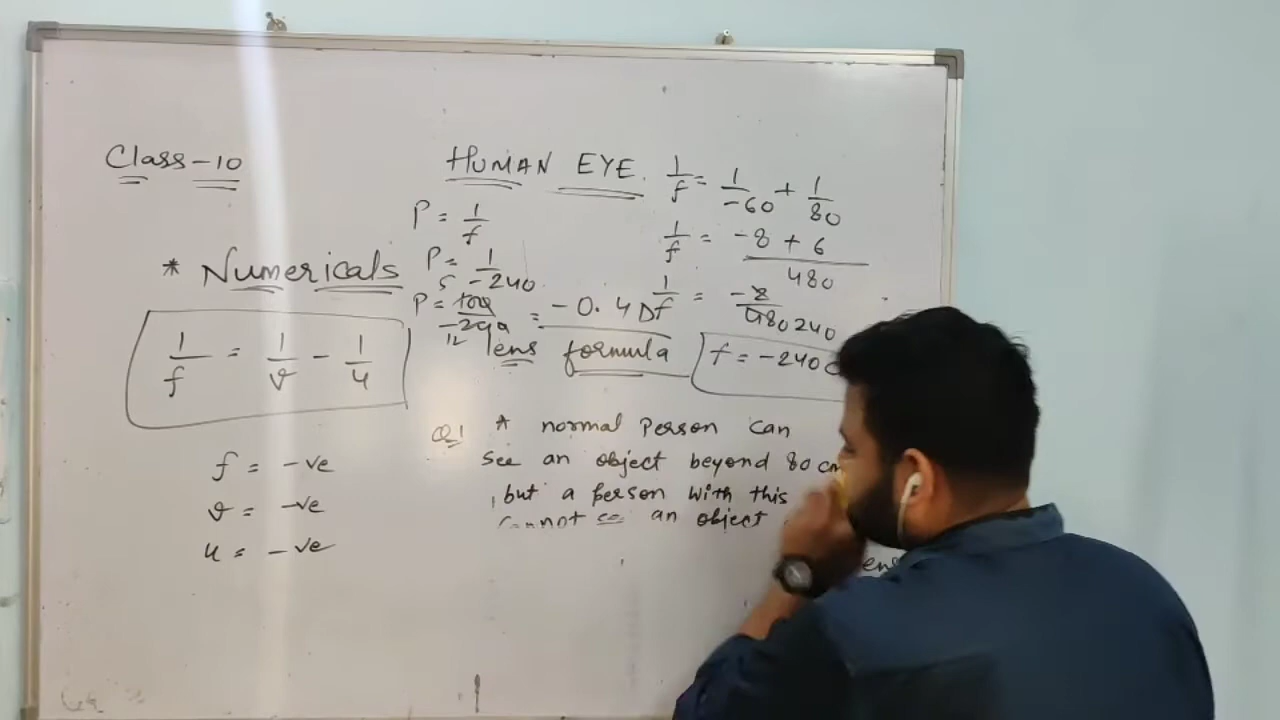 Class-10
HUMAN EYE.
1/f = 1/-60 + 1/80
P = 1/f
1/f = -8 + 6 / 480
* Numericals
P = 1/-240
1/f = -2/480 240
P = 100/-240 = -0.4 D
5
12
lens formula
f = -240
1/f = 1/v - 1/u
Q1 A normal Person can
see an object beyond 80 cm
, but a person with this
cannot see an object
f = -ve
v = -ve
u = -ve